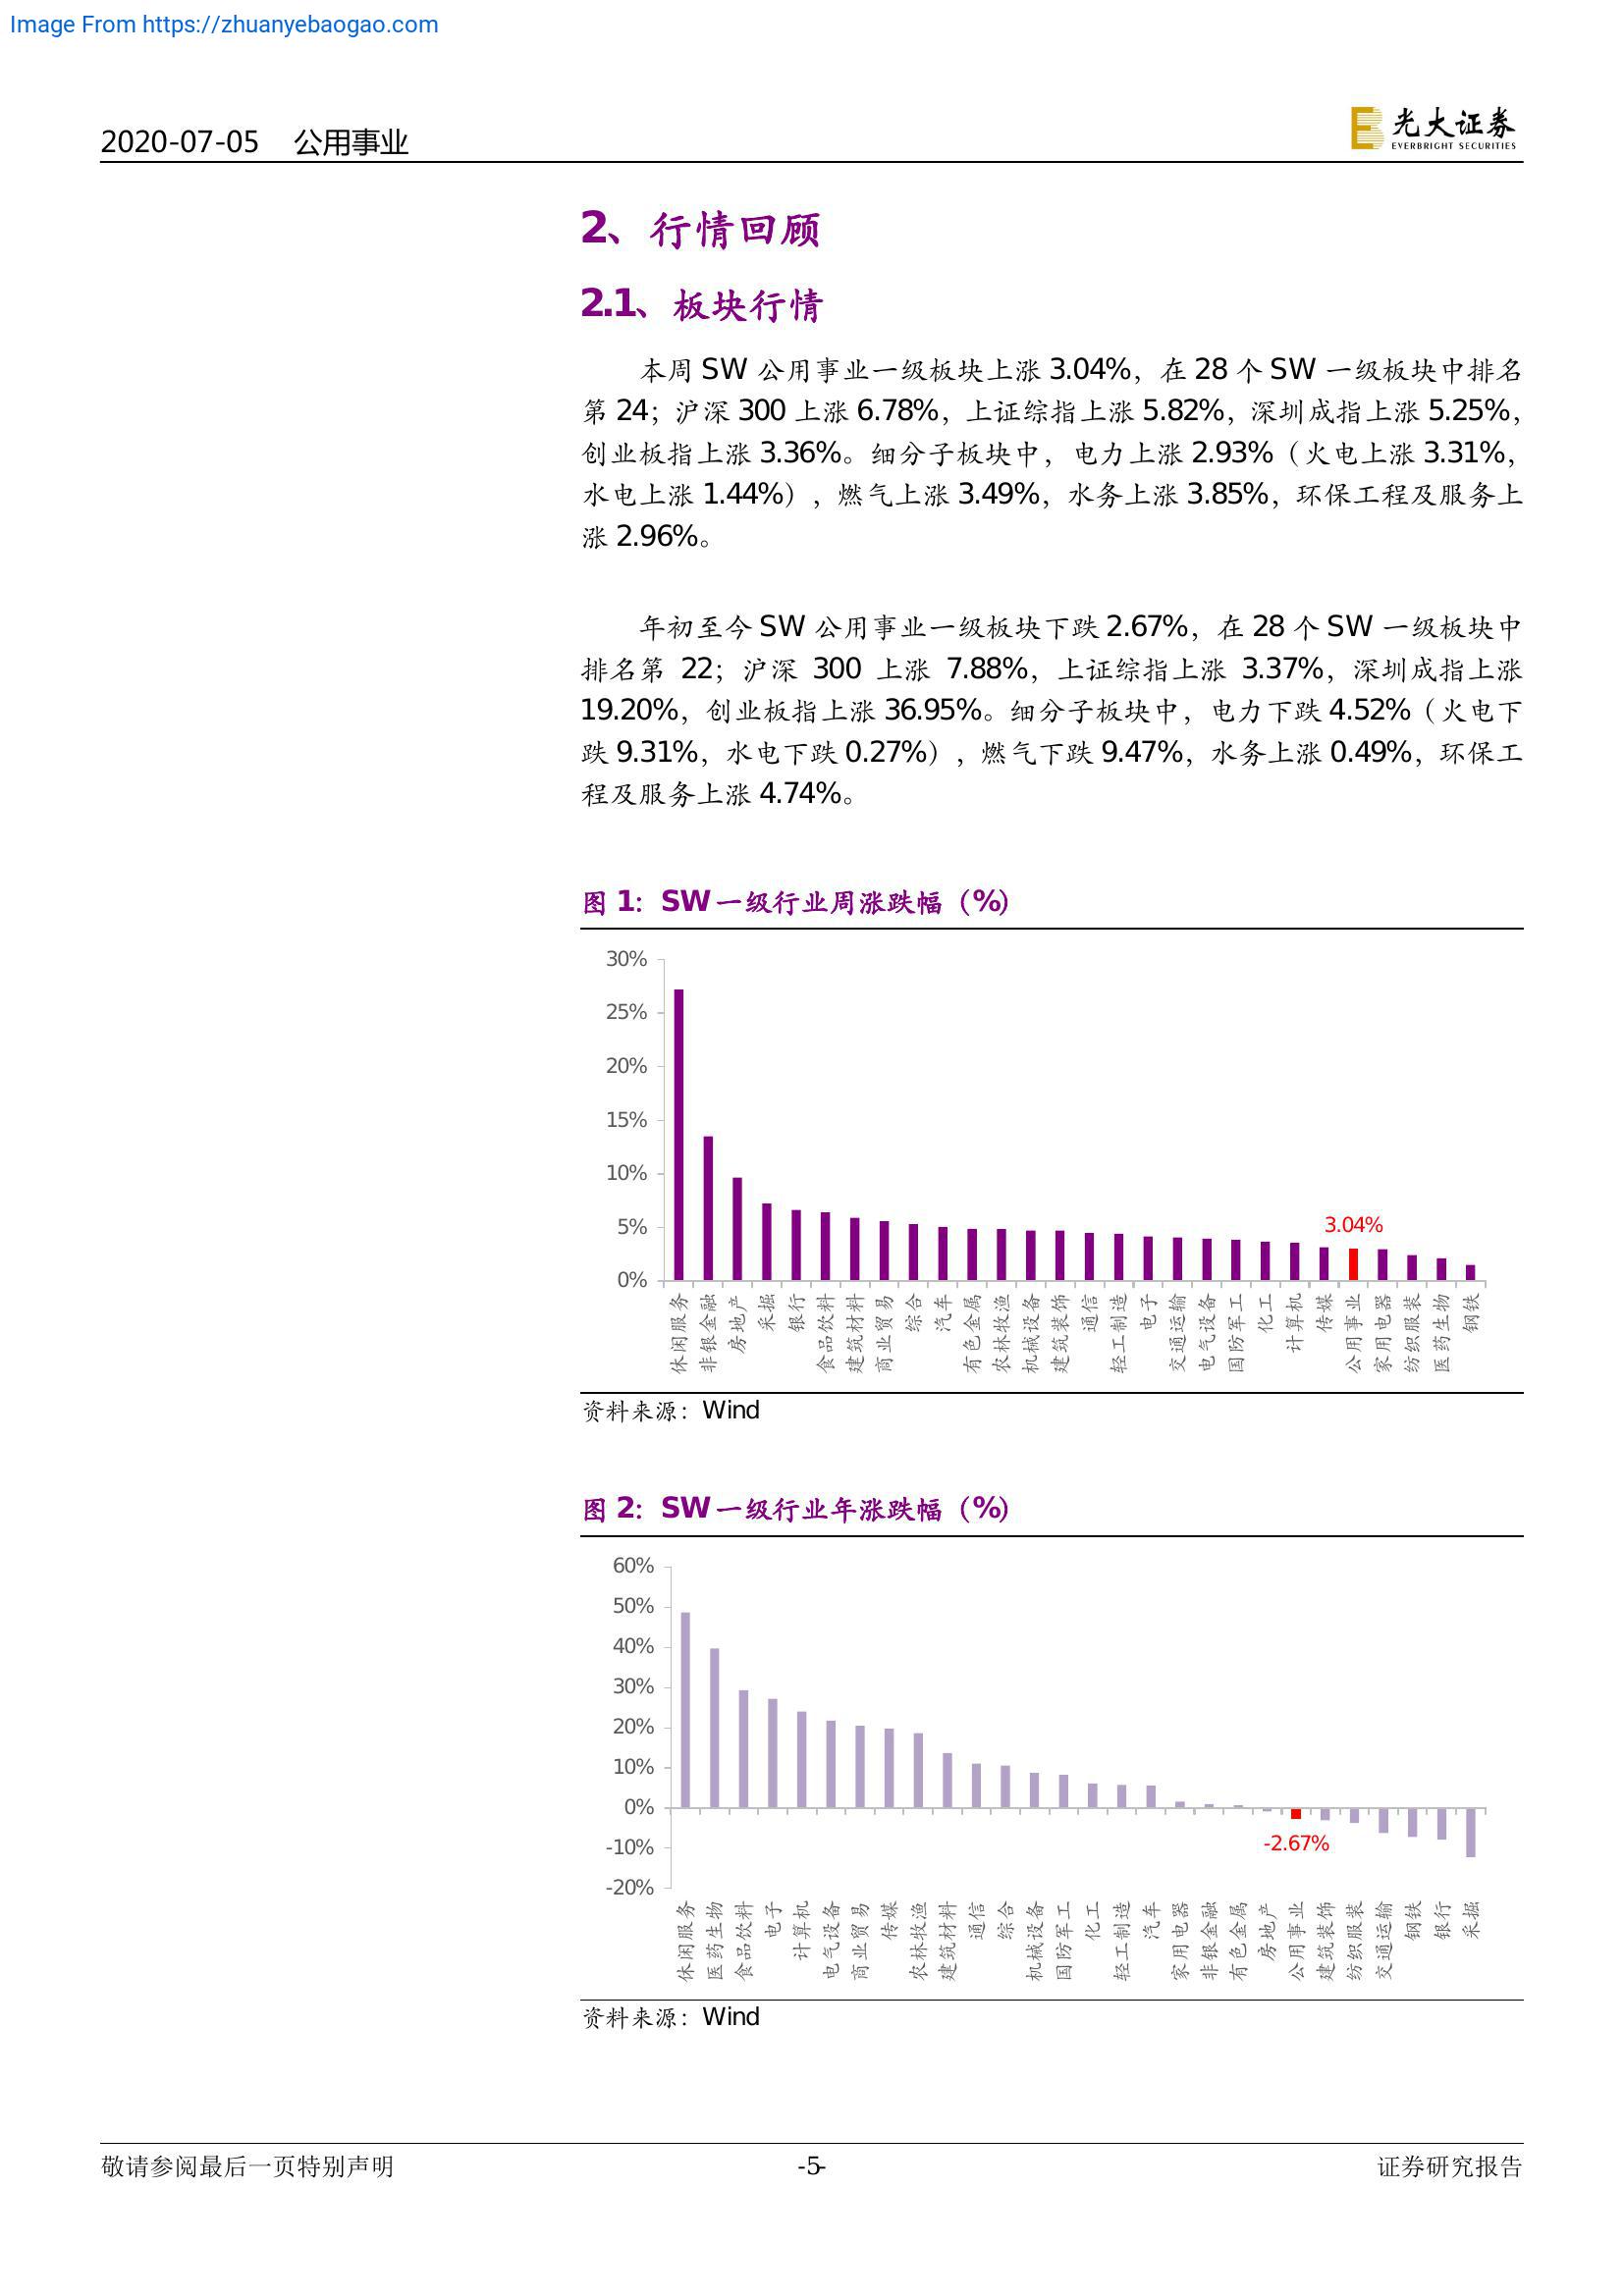 Image From https://zhuanyebaogao.com
2020-07-05 公用事业
光大证券
EVERBRIGHT SECURITIES
2、行情回顾
2.1、板块行情
本周 SW 公用事业一级板块上涨 3.04%，在 28 个 SW 一级板块中排名
第 24；沪深 300 上涨 6.78%，上证综指上涨 5.82%，深圳成指上涨 5.25%，
创业板指上涨 3.36%。细分子板块中，电力上涨 2.93%（火电上涨 3.31%，
水电上涨 1.44%），燃气上涨 3.49%，水务上涨 3.85%，环保工程及服务上
涨 2.96%。
年初至今 SW 公用事业一级板块下跌 2.67%，在 28 个 SW 一级板块中
排名第 22；沪深 300 上涨 7.88%，上证综指上涨 3.37%，深圳成指上涨
19.20%，创业板指上涨 36.95%。细分子板块中，电力下跌 4.52%（火电下
跌 9.31%，水电下跌 0.27%），燃气下跌 9.47%，水务上涨 0.49%，环保工
程及服务上涨 4.74%。
图 1：SW 一级行业周涨跌幅（%）
30%
25%
20%
15%
10%
5%
0%
3.04%
休闲服务
非银金融
房地产
采掘
银行
食品饮料
建筑材料
商业贸易
综合
汽车
有色金属
农林牧渔
机械设备
建筑装饰
通信
轻工制造
电子
交通运输
电气设备
国防军工
化工
计算机
传媒
公用事业
家用电器
纺织服装
医药生物
钢铁
资料来源：Wind
图 2：SW 一级行业年涨跌幅（%）
60%
50%
40%
30%
20%
10%
0%
-10%
-20%
-2.67%
休闲服务
医药生物
食品饮料
电子
计算机
电气设备
商业贸易
传媒
农林牧渔
建筑材料
通信
综合
机械设备
国防军工
化工
轻工制造
汽车
家用电器
非银金融
有色金属
房地产
公用事业
建筑装饰
纺织服装
交通运输
钢铁
银行
采掘
资料来源：Wind
敬请参阅最后一页特别声明
-5-
证券研究报告